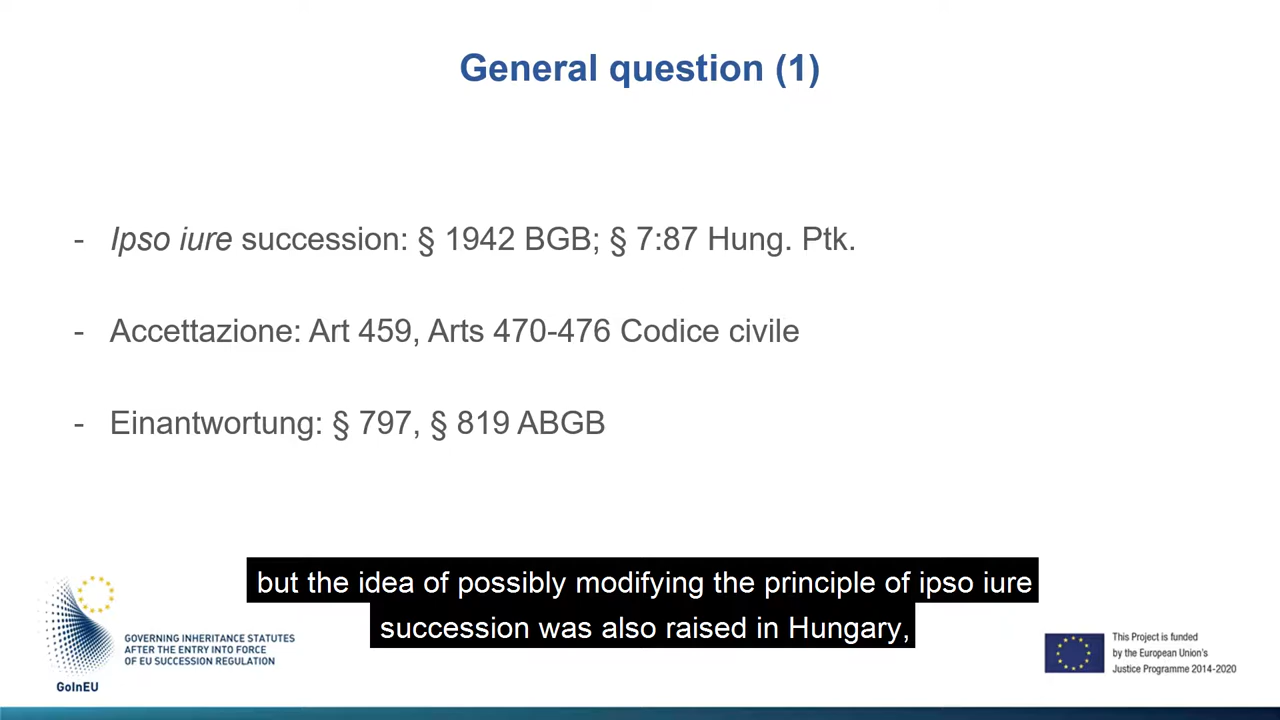 General question (1)
- Ipso iure succession: § 1942 BGB; § 7:87 Hung. Ptk.
- Accettazione: Art 459, Arts 470-476 Codice civile
- Einantwortung: § 797, § 819 ABGB
but the idea of possibly modifying the principle of ipso iure
succession was also raised in Hungary,
GOVERNING INHERITANCE STATUTES
AFTER THE ENTRY INTO FORCE
OF EU SUCCESSION REGULATION
GoInEU
This Project is funded
by the European Union's
Justice Programme 2014-2020